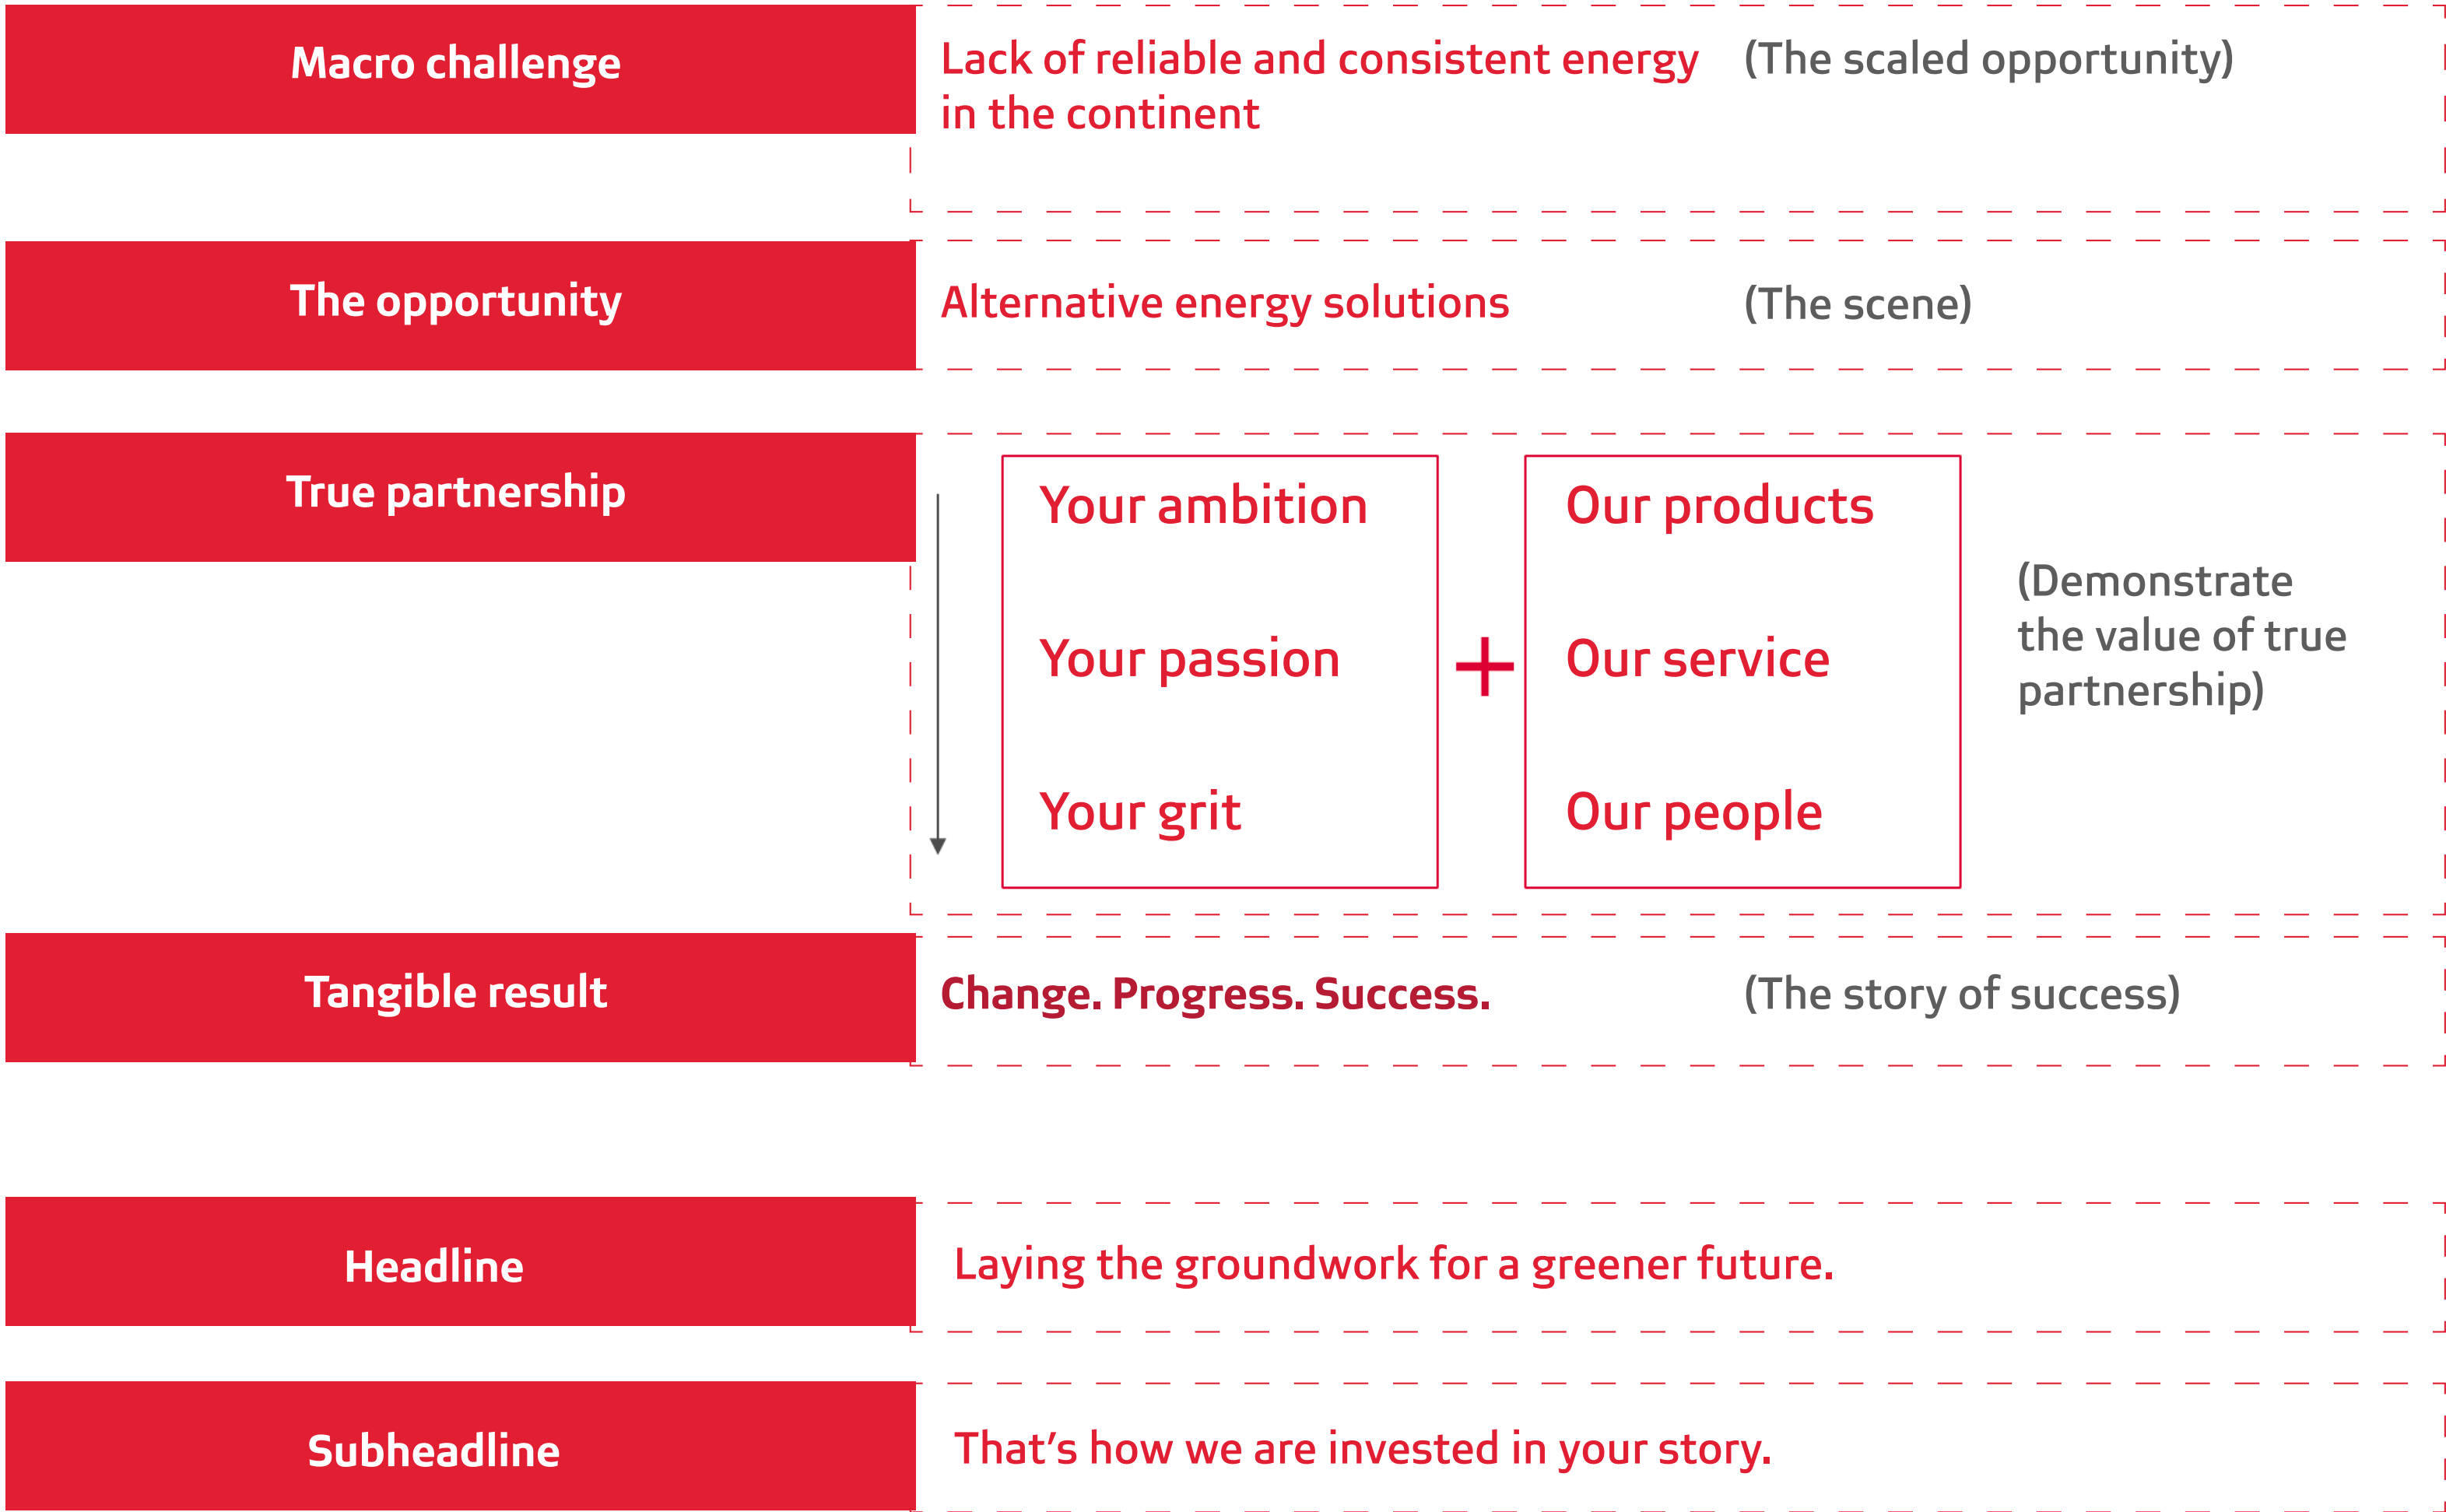 Macro challenge
Lack of reliable and consistent energy
in the continent
(The scaled opportunity)
The opportunity
Alternative energy solutions
(The scene)
True partnership
Your ambition
Your passion
Your grit
+
Our products
Our service
Our people
(Demonstrate
the value of true
partnership)
Tangible result
Change. Progress. Success.
(The story of success)
Headline
Laying the groundwork for a greener future.
Subheadline
That’s how we are invested in your story.